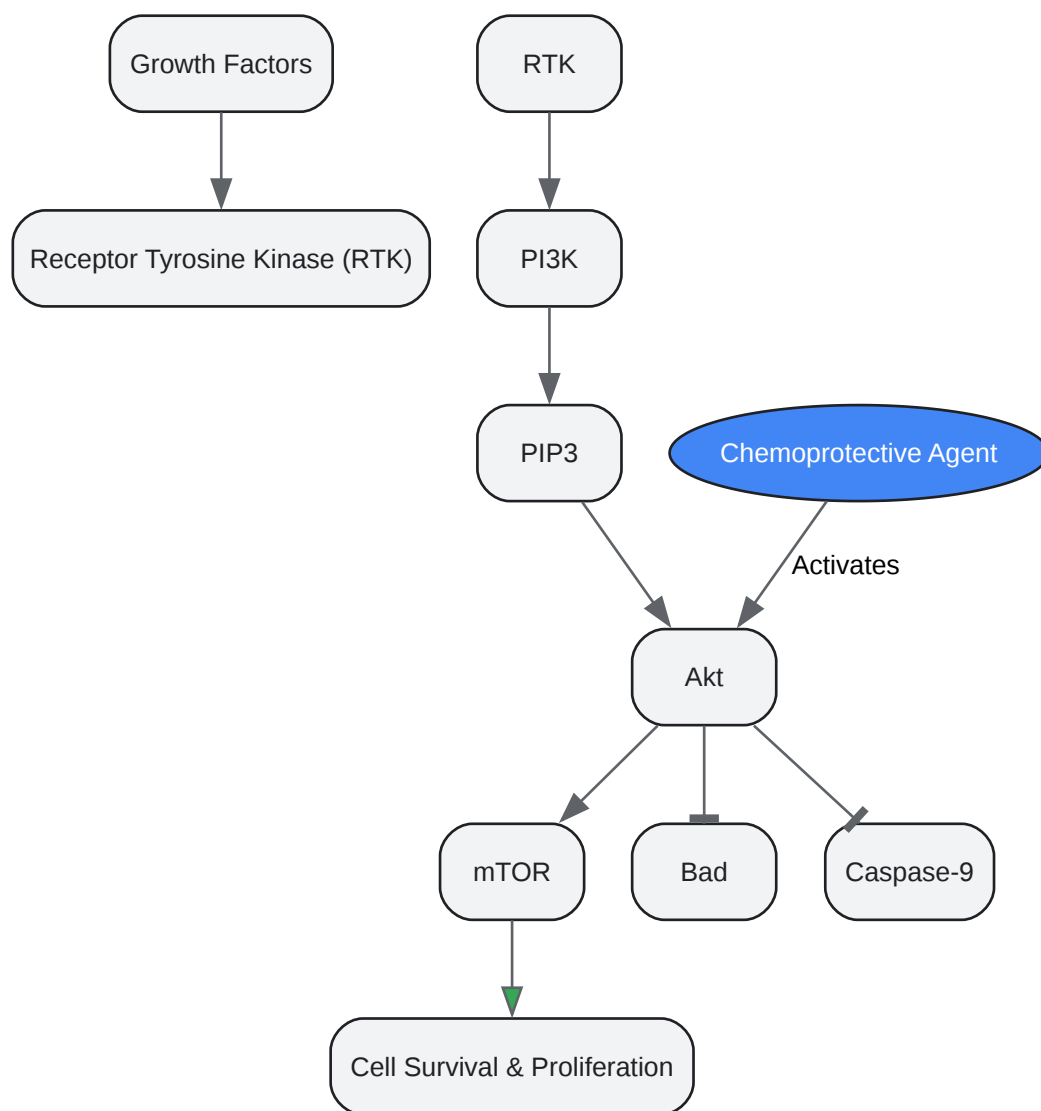 Growth Factors
RTK
Receptor Tyrosine Kinase (RTK)
PI3K
PIP3
Chemoprotective Agent
Activates
Akt
mTOR
Bad
Caspase-9
Cell Survival & Proliferation